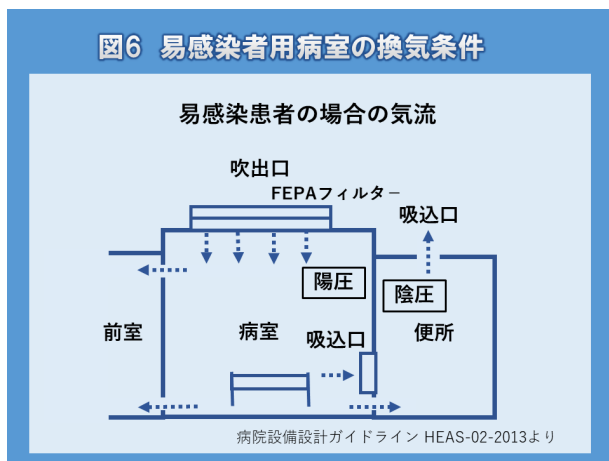 図6 易感染者用病室の換気条件
易感染患者の場合の気流
吹出口
FEPAフィルター
吸込口
陽圧
陰圧
前室
病室
吸込口
便所
病院設備設計ガイドライン HEAS-02-2013より